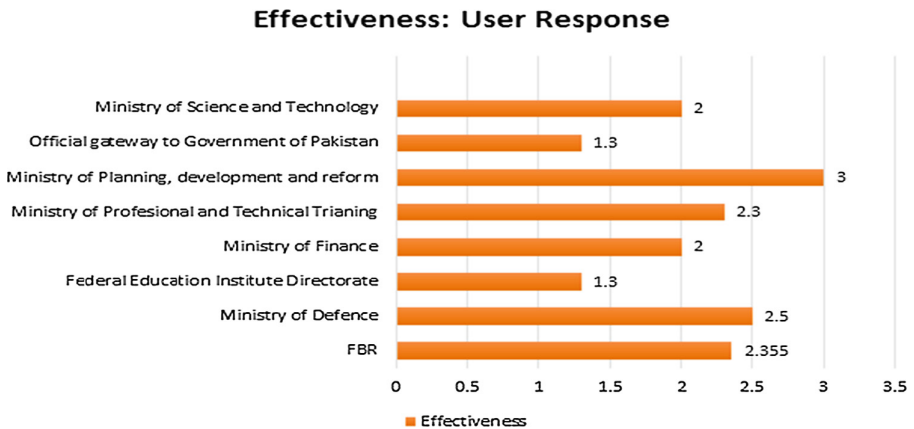 Effectiveness: User Response
Ministry of Science and Technology 2
Official gateway to Government of Pakistan 1.3
Ministry of Planning, development and reform 3
Ministry of Profesional and Technical Trianing 2.3
Ministry of Finance 2
Federal Education Institute Directorate 1.3
Ministry of Defence 2.5
FBR 2.355
0 0.5 1 1.5 2 2.5 3 3.5
Effectiveness